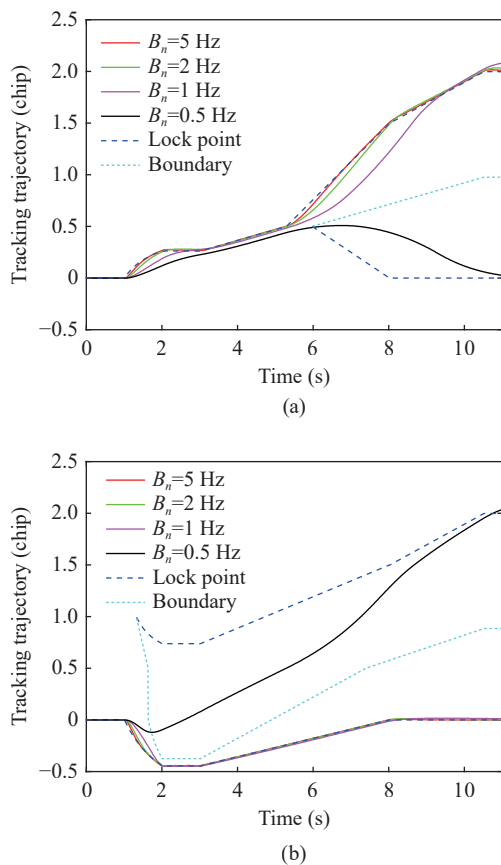 2.5
2.0
1.5
1.0
0.5
0
−0.5
Tracking trajectory (chip)
Bn=5 Hz
Bn=2 Hz
Bn=1 Hz
Bn=0.5 Hz
Lock point
Boundary
0 2 4 6 8 10
Time (s)
(a)
2.5
2.0
1.5
1.0
0.5
0
−0.5
Tracking trajectory (chip)
Bn=5 Hz
Bn=2 Hz
Bn=1 Hz
Bn=0.5 Hz
Lock point
Boundary
0 2 4 6 8 10
Time (s)
(b)